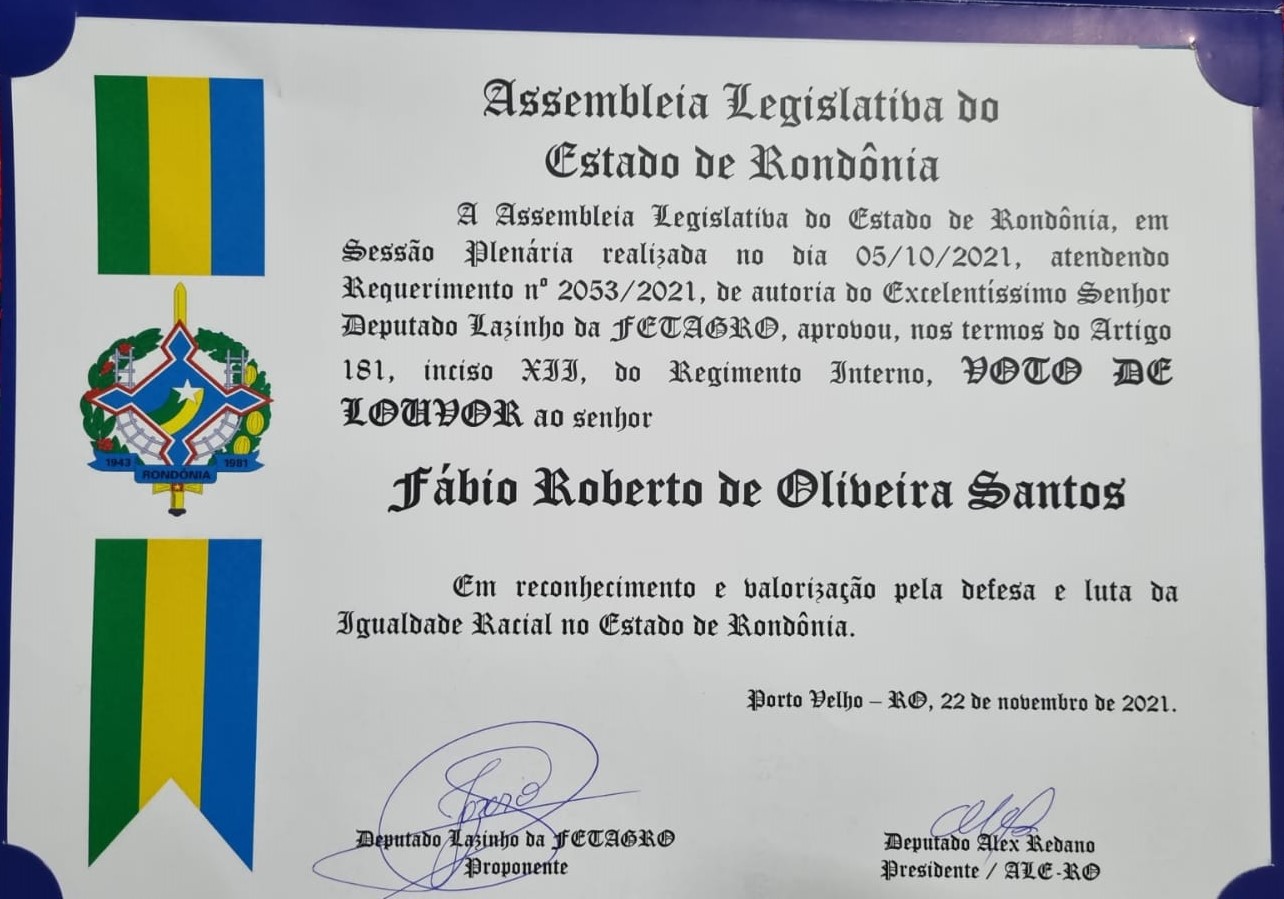 Assembleia Legislativa do
Estado de Rondônia
A Assembleia Legislativa do Estado de Rondônia, em
Sessão Plenária realizada no dia 05/10/2021, atendendo
Requerimento nº 2053/2021, de autoria do Excelentíssimo Senhor
Deputado Lazinho da FETAGRO, aprovou, nos termos do Artigo
181, inciso XII, do Regimento Interno, VOTO DE
LOUVOR ao senhor
Fábio Roberto de Oliveira Santos
Em reconhecimento e valorização pela defesa e luta da
Igualdade Racial no Estado de Rondônia.
Porto Velho – RO, 22 de novembro de 2021.
1943 RONDÔNIA 1981
Deputado Lazinho da FETAGRO
Proponente
Deputado Alex Redano
Presidente / ALE-RO